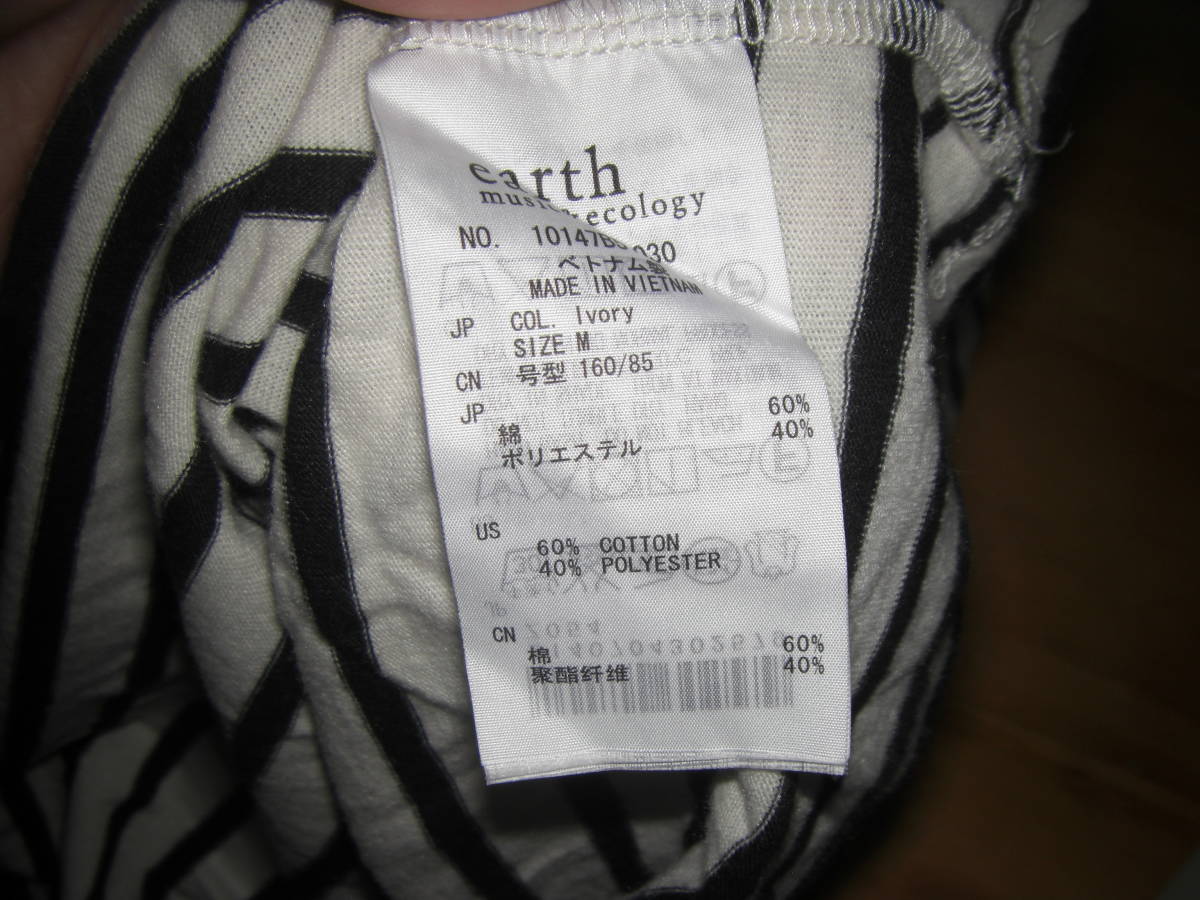 earth
ecology
NO. 030
ベトナム製
MADE IN VIETNAM
JP COL. Ivory
SIZE M
CN 号型 160/85
JP
綿 60%
ポリエステル 40%
US
60% COTTON
40% POLYESTER
CN
棉 60%
聚酯纤维 40%